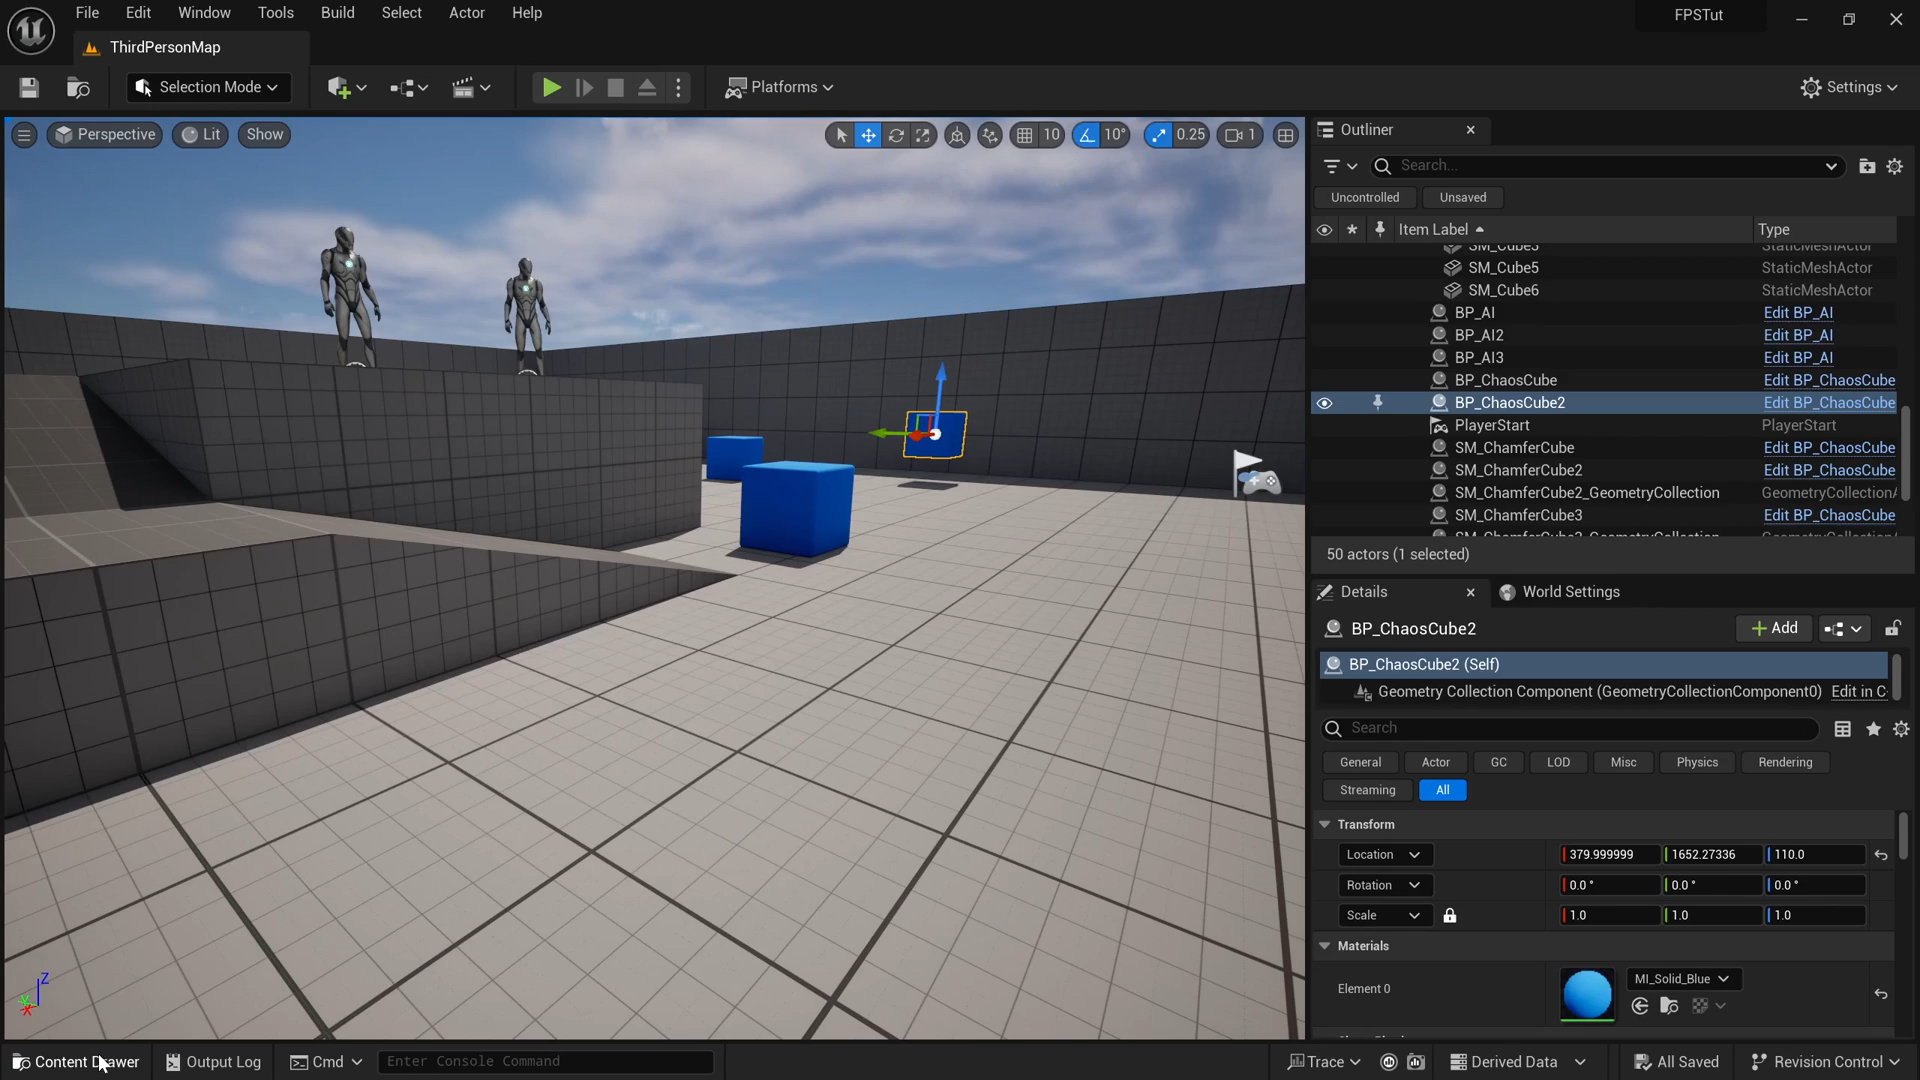 File Edit Window Tools Build Select Actor Help FPSTut
ThirdPersonMap
Selection Mode Platforms Settings
Perspective Lit Show 10 10° 0.25 1
Outliner
Search...
Uncontrolled Unsaved
Item Label Type
SM_Cube3 StaticMeshActor
SM_Cube5 StaticMeshActor
SM_Cube6 StaticMeshActor
BP_AI Edit BP_AI
BP_AI2 Edit BP_AI
BP_AI3 Edit BP_AI
BP_ChaosCube Edit BP_ChaosCube
BP_ChaosCube2 Edit BP_ChaosCube
PlayerStart PlayerStart
SM_ChamferCube Edit BP_ChaosCube
SM_ChamferCube2 Edit BP_ChaosCube
SM_ChamferCube2_GeometryCollection GeometryCollectionA
SM_ChamferCube3 Edit BP_ChaosCube
50 actors (1 selected)
Details World Settings
BP_ChaosCube2 Add
BP_ChaosCube2 (Self)
Geometry Collection Component (GeometryCollectionComponent0) Edit in C
Search
General Actor GC LOD Misc Physics Rendering
Streaming All
Transform
Location 379.999999 1652.27336 110.0
Rotation 0.0 ° 0.0 ° 0.0 °
Scale 1.0 1.0 1.0
Materials
Element 0 MI_Solid_Blue
Z
Y
X
Content Drawer Output Log Cmd Enter Console Command Trace Derived Data All Saved Revision Control